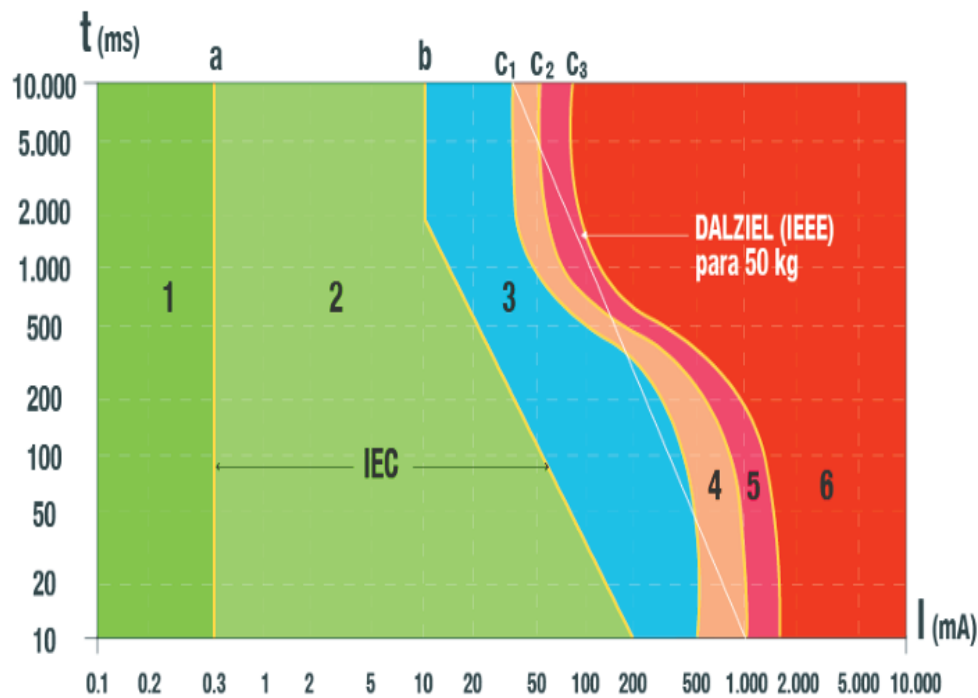 t (ms)
a
b
C₁ C₂ C₃
10.000
5.000
2.000
1.000
500
200
100
50
20
10
DALZIEL (IEEE)
para 50 kg
1
2
3
IEC
4
5
6
I (mA)
0.1 0.2 0.3 1 2 5 10 20 50 100 200 500 1.000 2.000 5.000 10.000